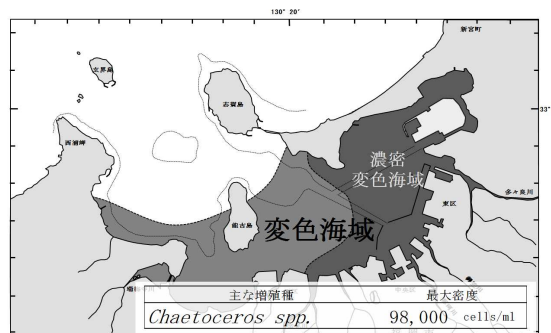 130° 20′
新宮町
玄界島
志賀島
33°
西浦岬
濃密
変色海域
多々良川
東区
能古島
変色海域
主な増殖種 最大密度
Chaetoceros spp. 98,000 cells/ml